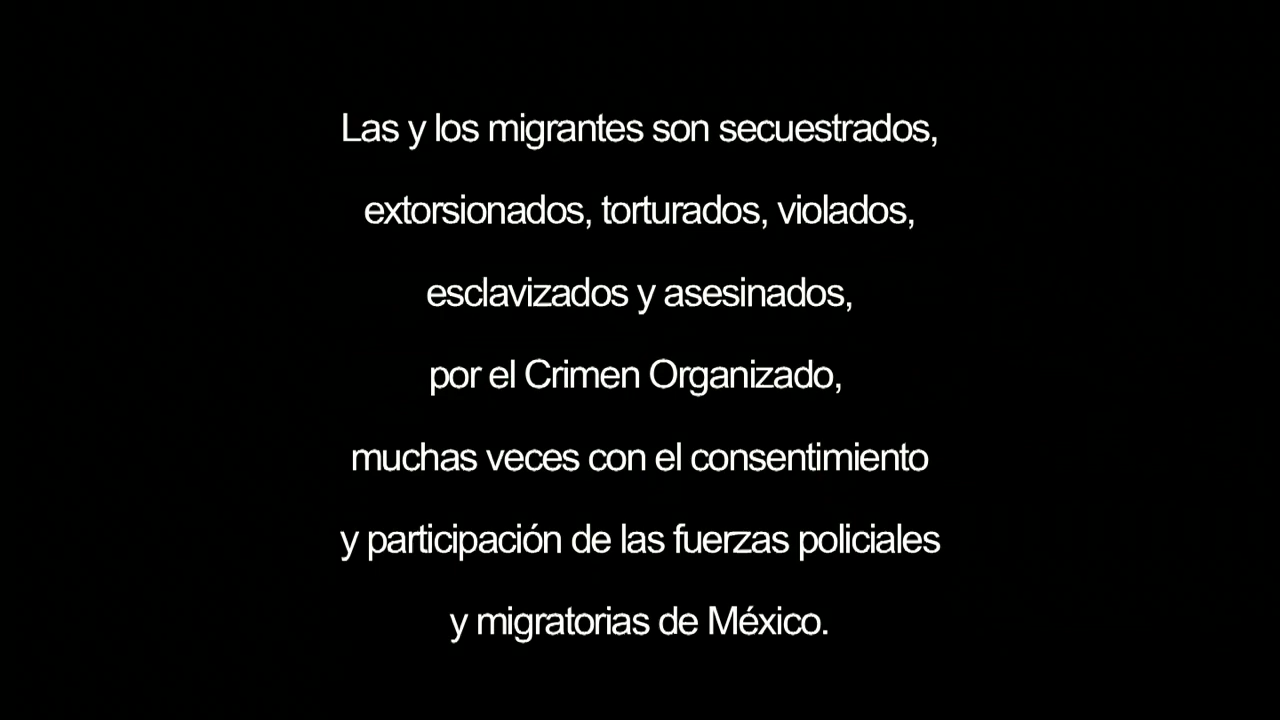 Las y los migrantes son secuestrados,
extorsionados, torturados, violados,
esclavizados y asesinados,
por el Crimen Organizado,
muchas veces con el consentimiento
y participación de las fuerzas policiales
y migratorias de México.